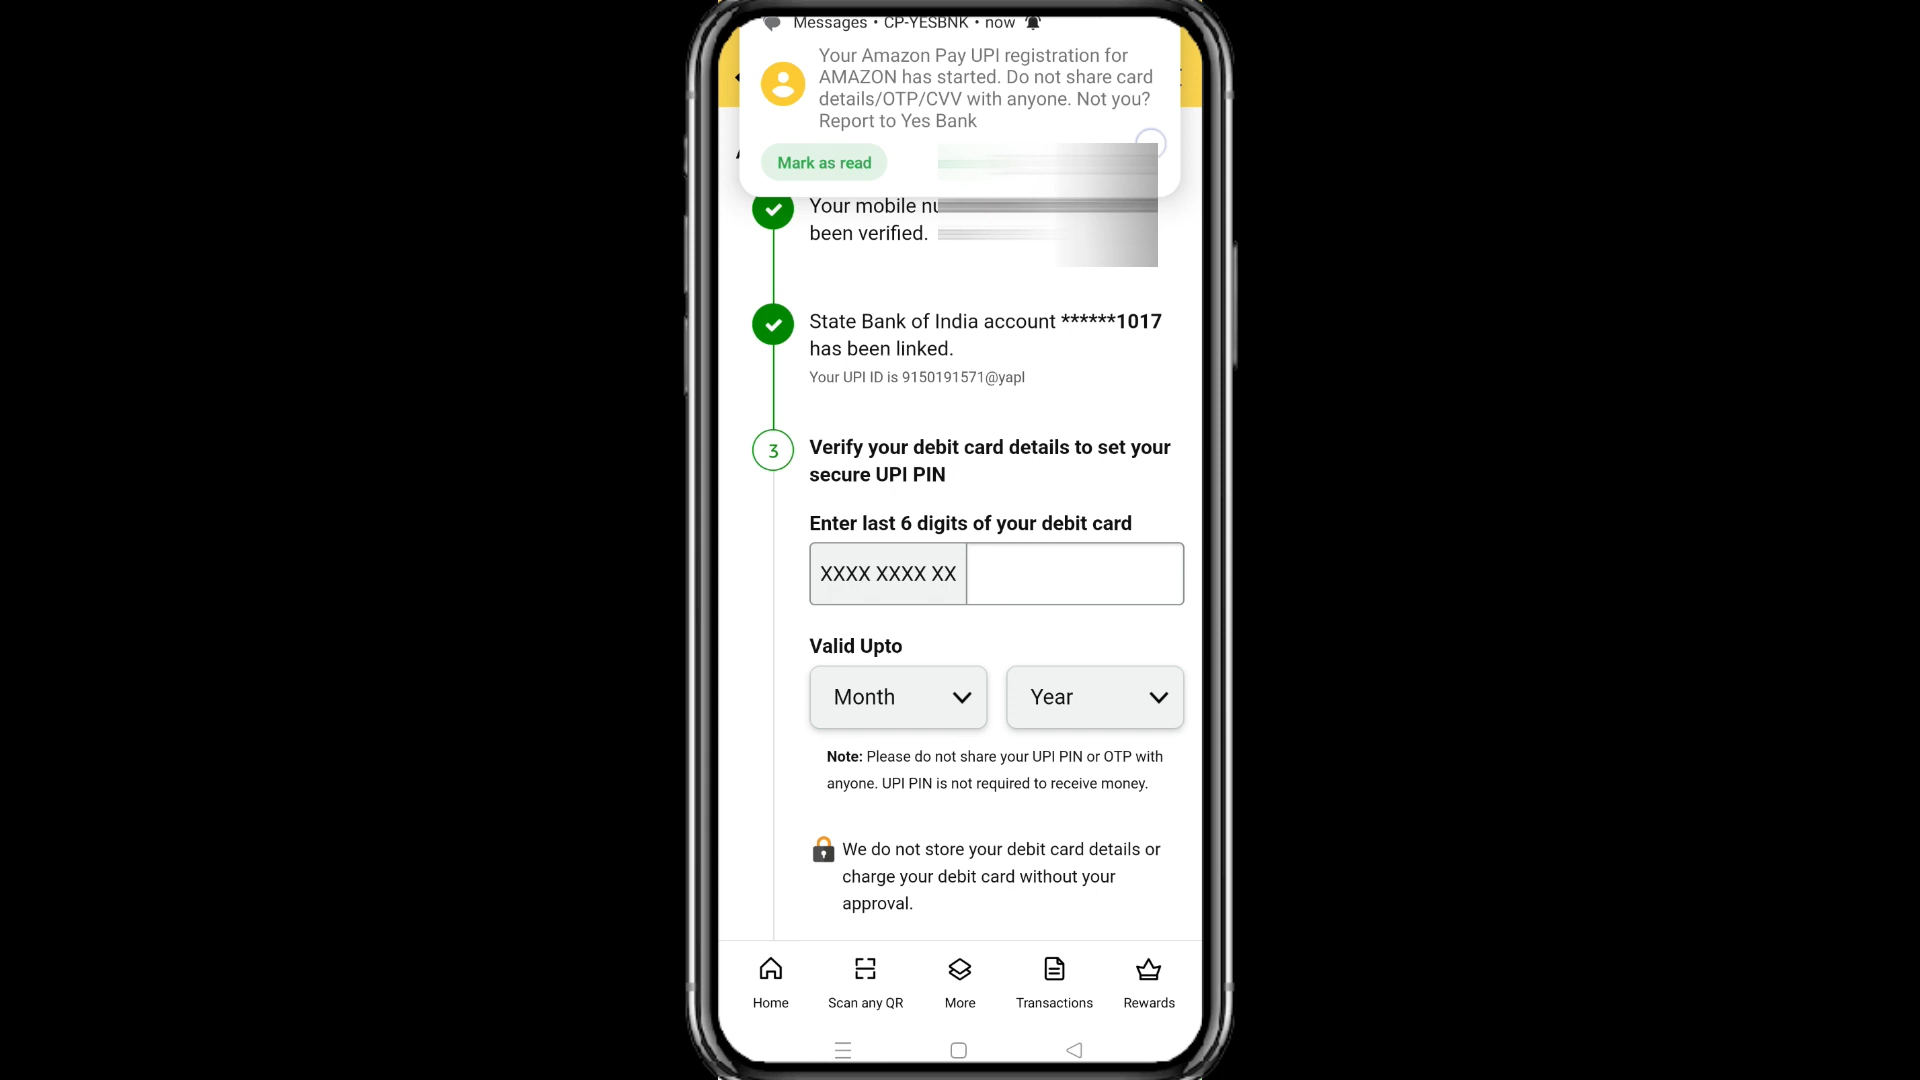 Messages • CP-YESBNK • now
Your Amazon Pay UPI registration for
AMAZON has started. Do not share card
details/OTP/CVV with anyone. Not you?
Report to Yes Bank
Mark as read
Your mobile
been verified.
State Bank of India account ******1017
has been linked.
Your UPI ID is 9150191571@yapl
3
Verify your debit card details to set your
secure UPI PIN
Enter last 6 digits of your debit card
XXXX XXXX XX
Valid Upto
Month
Year
Note: Please do not share your UPI PIN or OTP with
anyone. UPI PIN is not required to receive money.
We do not store your debit card details or
charge your debit card without your
approval.
Home
Scan any QR
More
Transactions
Rewards